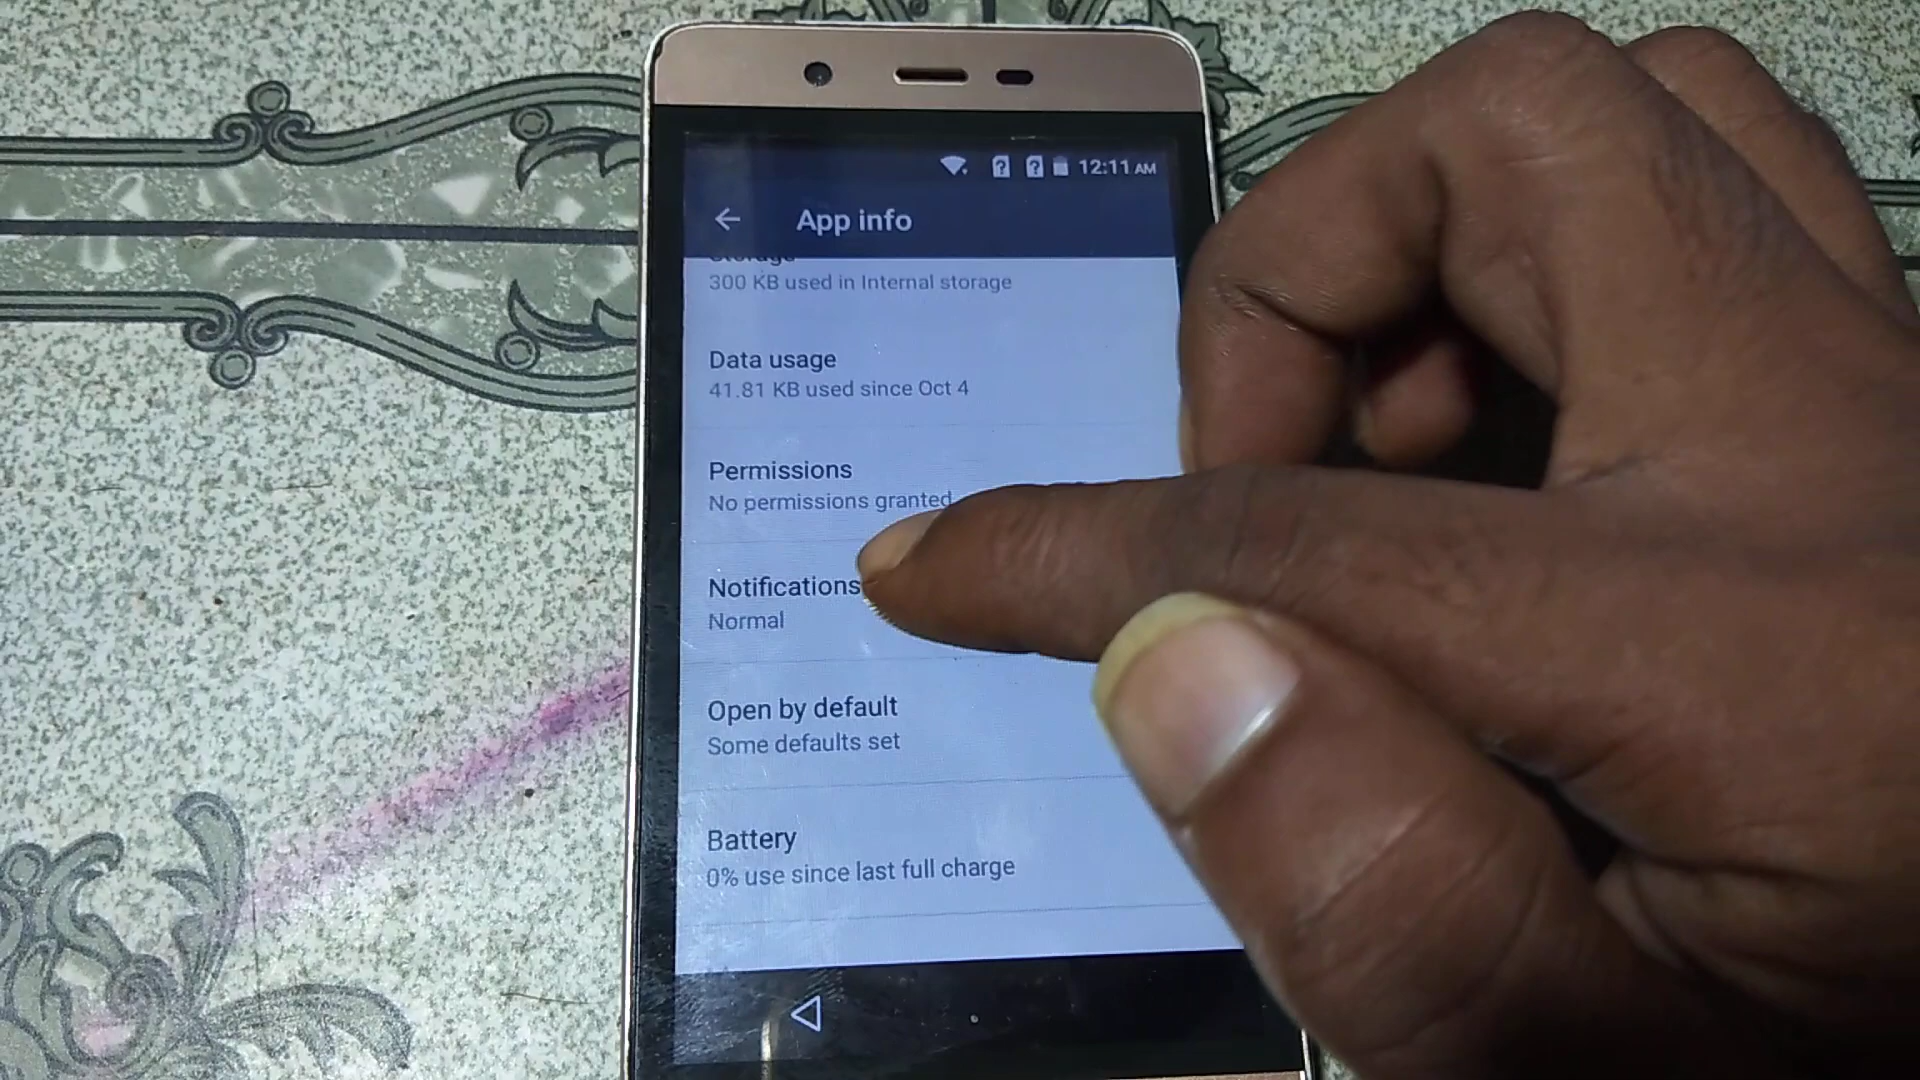 12:11 AM
App info
Storage
300 KB used in Internal storage
Data usage
41.81 KB used since Oct 4
Permissions
No permissions granted
Notifications
Normal
Open by default
Some defaults set
Battery
0% use since last full charge